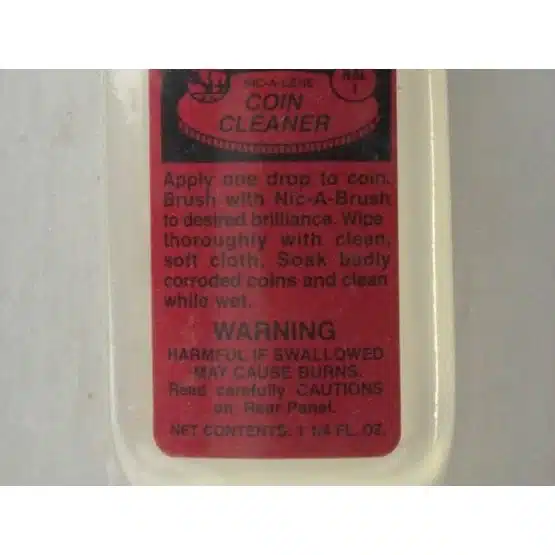 NIC-A-LENE
COIN
CLEANER
Apply one drop to coin.
Brush with Nic-A-Brush
to desired brilliance. Wipe
thoroughly with clean,
soft cloth. Soak badly
corroded coins and clean
while wet.
WARNING
HARMFUL IF SWALLOWED
MAY CAUSE BURNS.
Read carefully CAUTIONS
on Rear Panel.
NET CONTENTS: 1 1/4 FL. OZ.